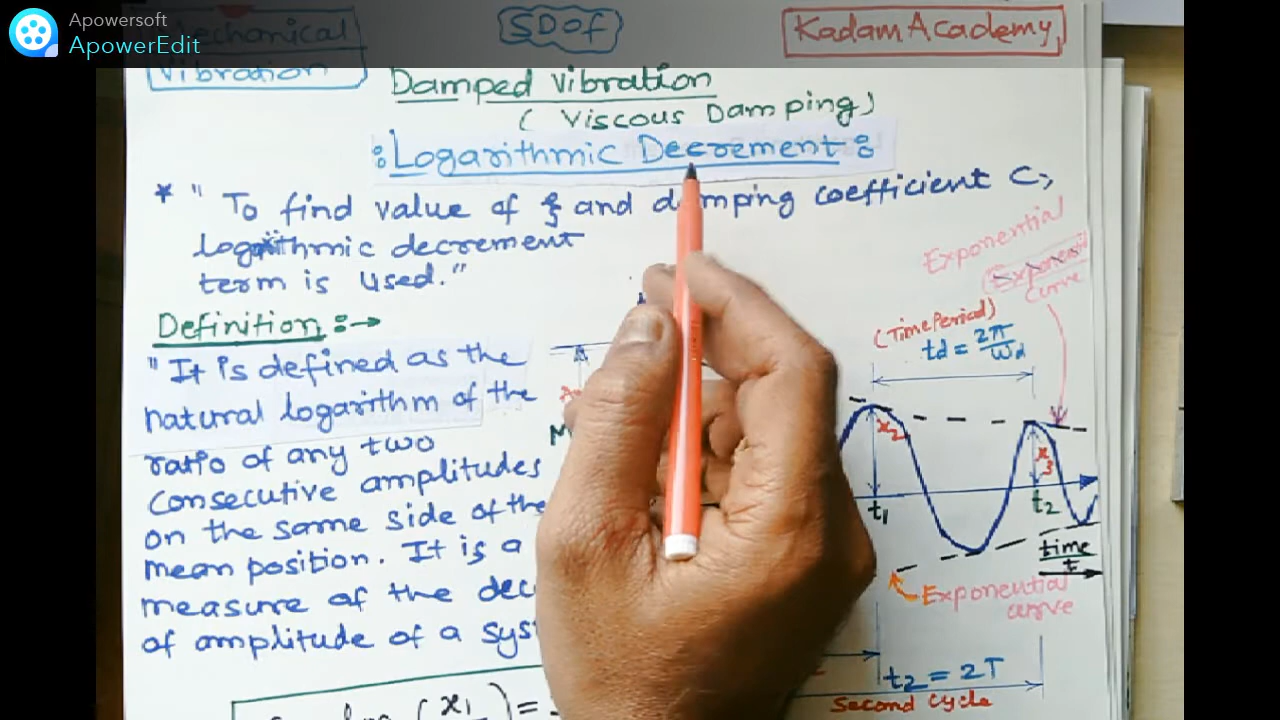 Apowersoft
ApowerEdit
Mechanical
Vibration
SDOF
Kadam Academy
Damped Vibration
( Viscous Damping )
: Logarithmic Decrement :
* " To find value of ξ and damping coefficient C,
logarithmic decrement
term is used."
Definition :→
" It is defined as the
natural logarithm of the
ratio of any two
consecutive amplitudes
on the same side of the
mean position. It is a
measure of the
of amplitude of a
Exponential
Exponential
curve
(Time Period)
td = 2π/ωd
x2
x3
t1
t2
time
t
Exponential
curve
t2 = 2T
Second cycle
(x1
) =